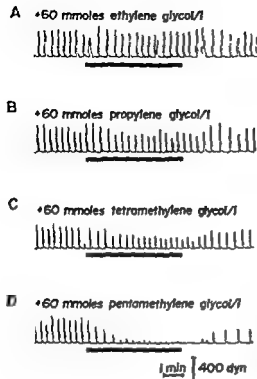 A
+60 mmoles ethylene glycol/l
B
+60 mmoles propylene glycol/l
C
+60 mmoles tetramethylene glycol/l
D
+60 mmoles pentamethylene glycol/l
1 min 400 dyn